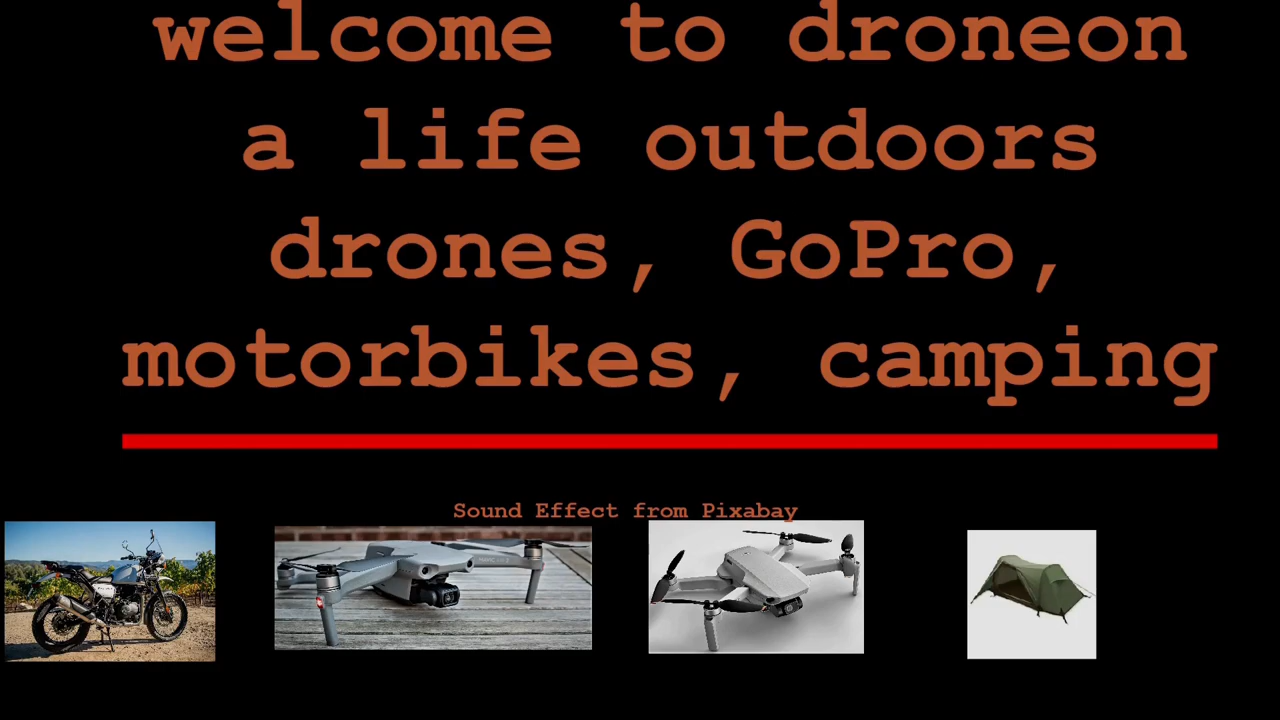 welcome to droneon
a life outdoors
drones, GoPro,
motorbikes, camping
Sound Effect from Pixabay